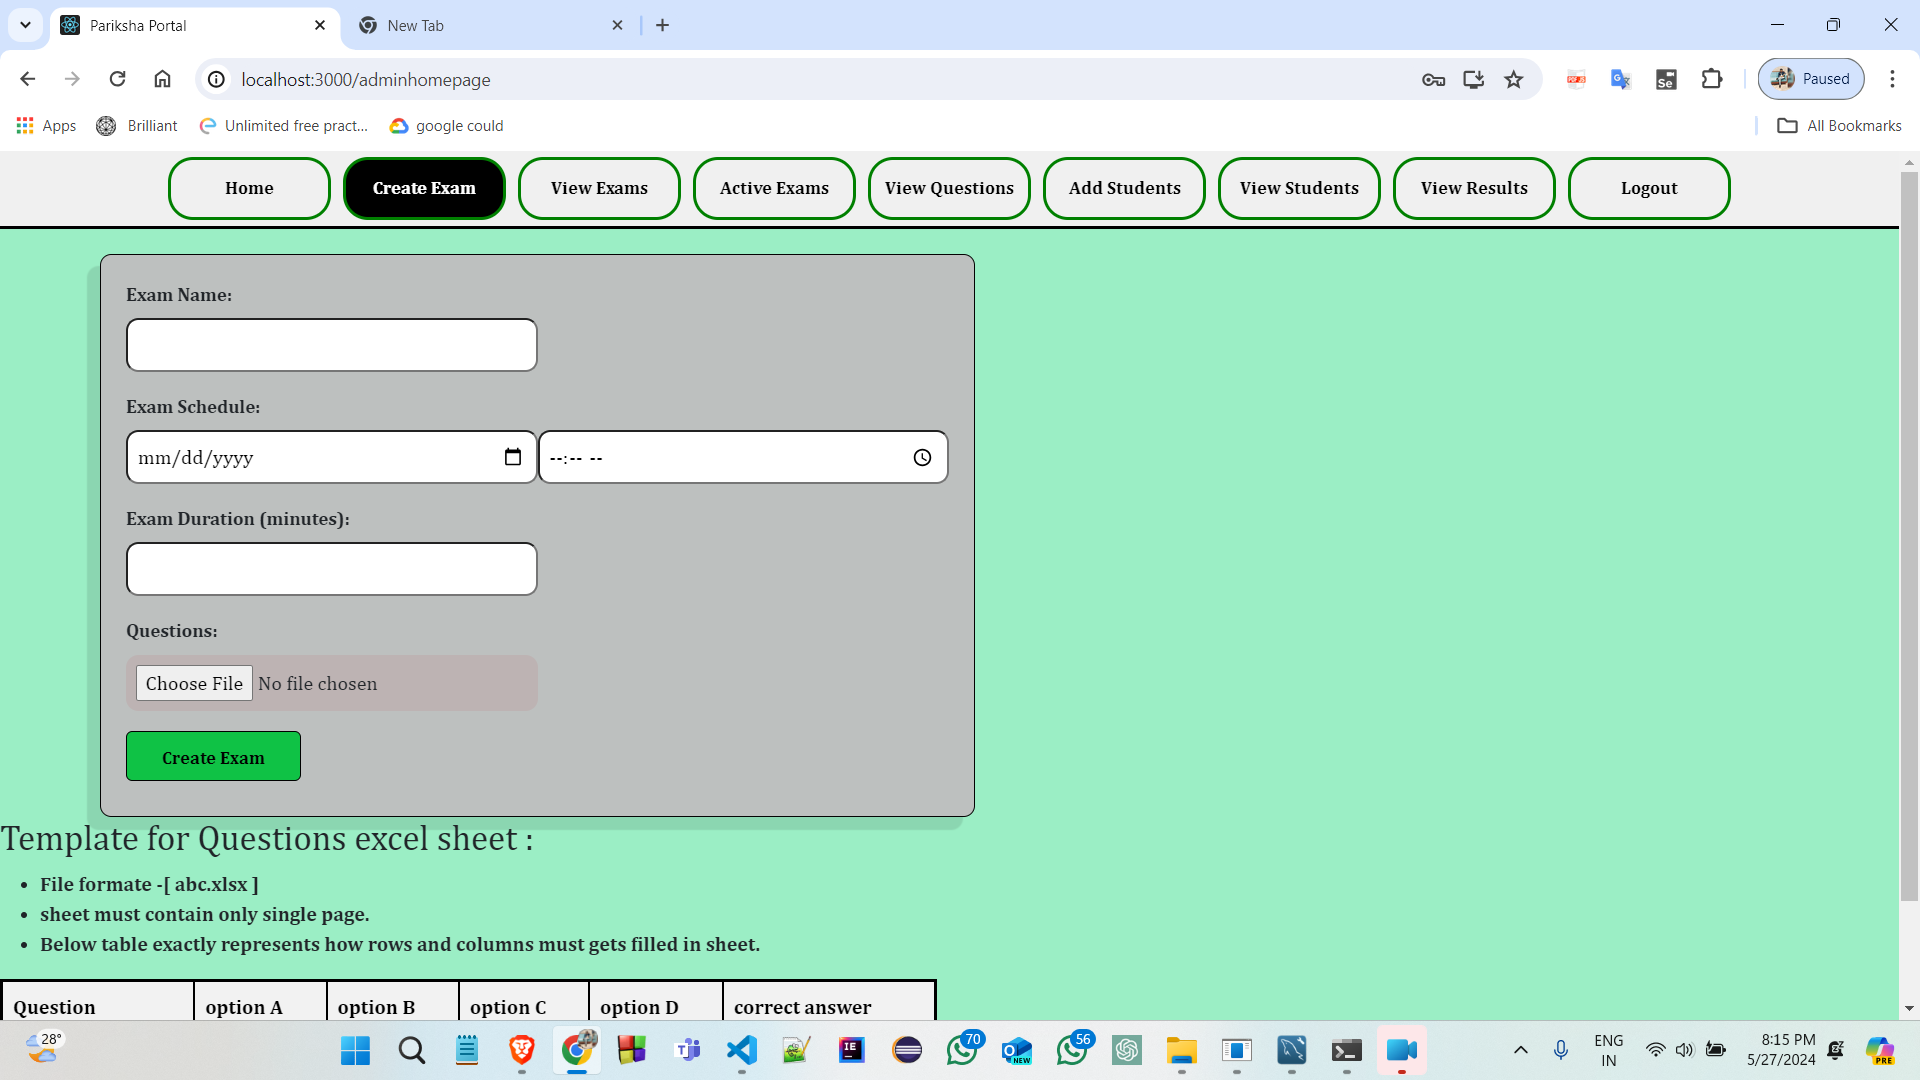 Pariksha Portal
New Tab
localhost:3000/adminhomepage
Se
Paused
Apps
Brilliant
Unlimited free pract...
google could
All Bookmarks
Home
Create Exam
View Exams
Active Exams
View Questions
Add Students
View Students
View Results
Logout
Exam Name:
Exam Schedule:
mm/dd/yyyy
--:-- --
Exam Duration (minutes):
Questions:
Choose File No file chosen
Create Exam
Template for Questions excel sheet :
• File formate -[ abc.xlsx ]
• sheet must contain only single page.
• Below table exactly represents how rows and columns must gets filled in sheet.
Question option A option B option C option D correct answer
28°
IE
70
NEW
56
ENG
IN
8:15 PM
5/27/2024
PRE